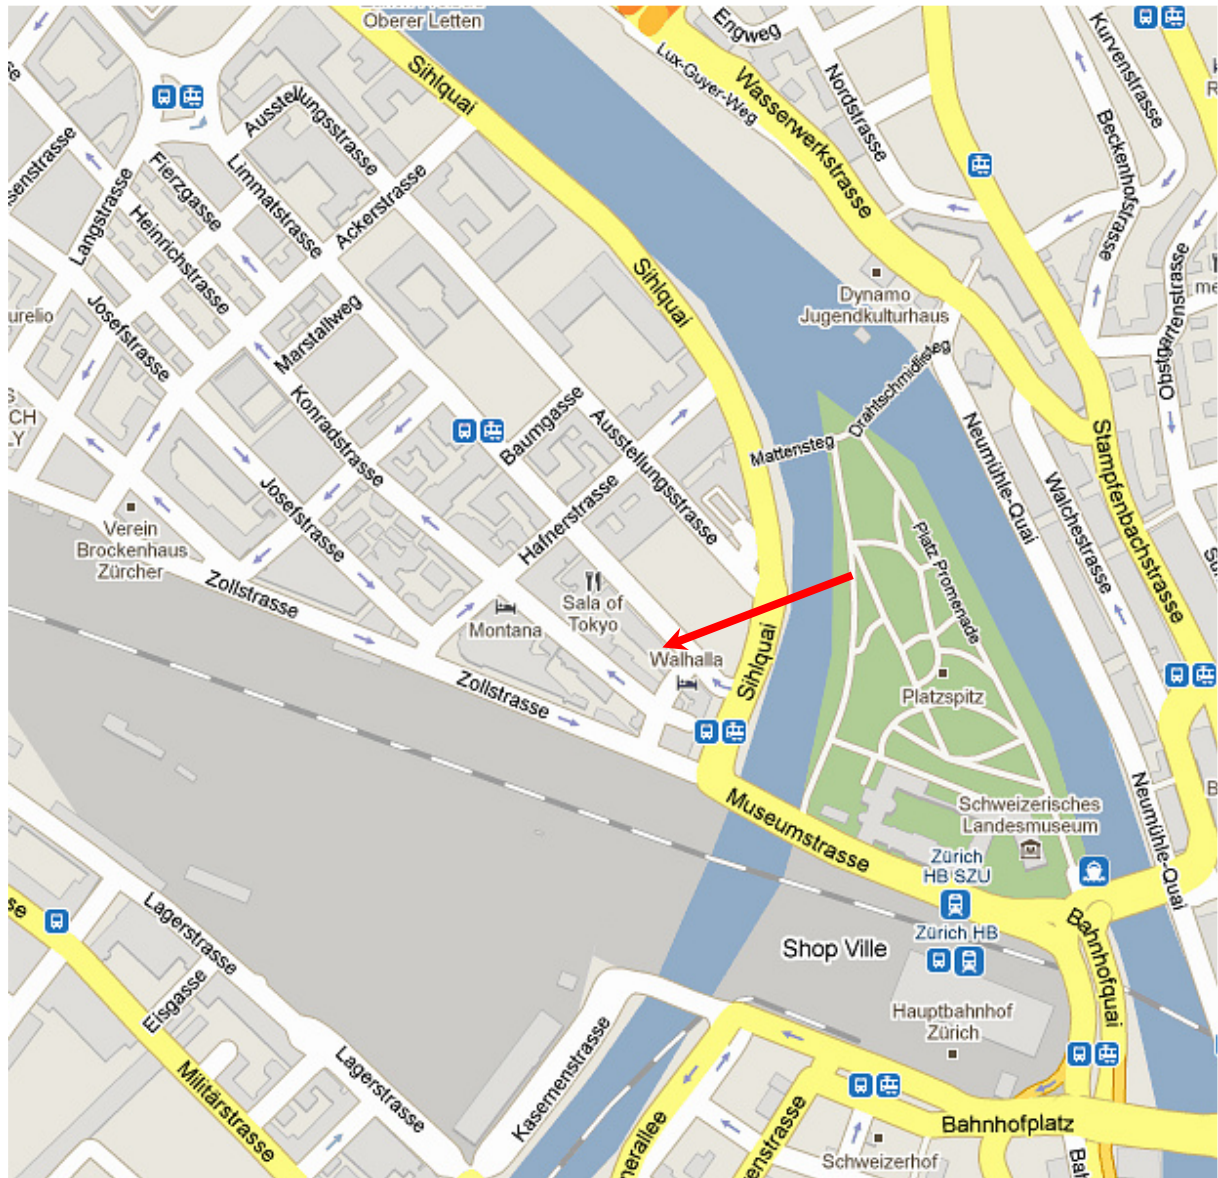 Oberer Letten
Engweg
Sihlquai
Lux-Guyer-Weg
Wasserwerkstrasse
Nordstrasse
Kurvenstrasse
Beckenhofstrasse
Ausstellungsstrasse
Fierzgasse
Limmatstrasse
Ackerstrasse
Langstrasse
Heinrichstrasse
Sihlquai
Obstgartenstrasse
Dynamo
Jugendkulturhaus
Josefstrasse
Marstallweg
Drahtschmidlisteg
Konradstrasse
Baumgasse
Ausstellungsstrasse
Mattensteg
Neumühle-Quai
Stampfenbachstrasse
Walchestrasse
Josefstrasse
Hafnerstrasse
Platz Promenade
Verein
Brockenhaus
Zürcher
Zollstrasse
Sala of
Tokyo
Montana
Walhalla
Sihlquai
Zollstrasse
Platzspitz
Museumstrasse
Schweizerisches
Landesmuseum
Neumühle-Quai
Zürich
HB SZU
Zürich HB
Shop Ville
Bahnhofquai
Lagerstrasse
Eisgasse
Hauptbahnhof
Zürich
Militärstrasse
Lagerstrasse
Kasernenstrasse
Bahnhofplatz
Schweizerhof